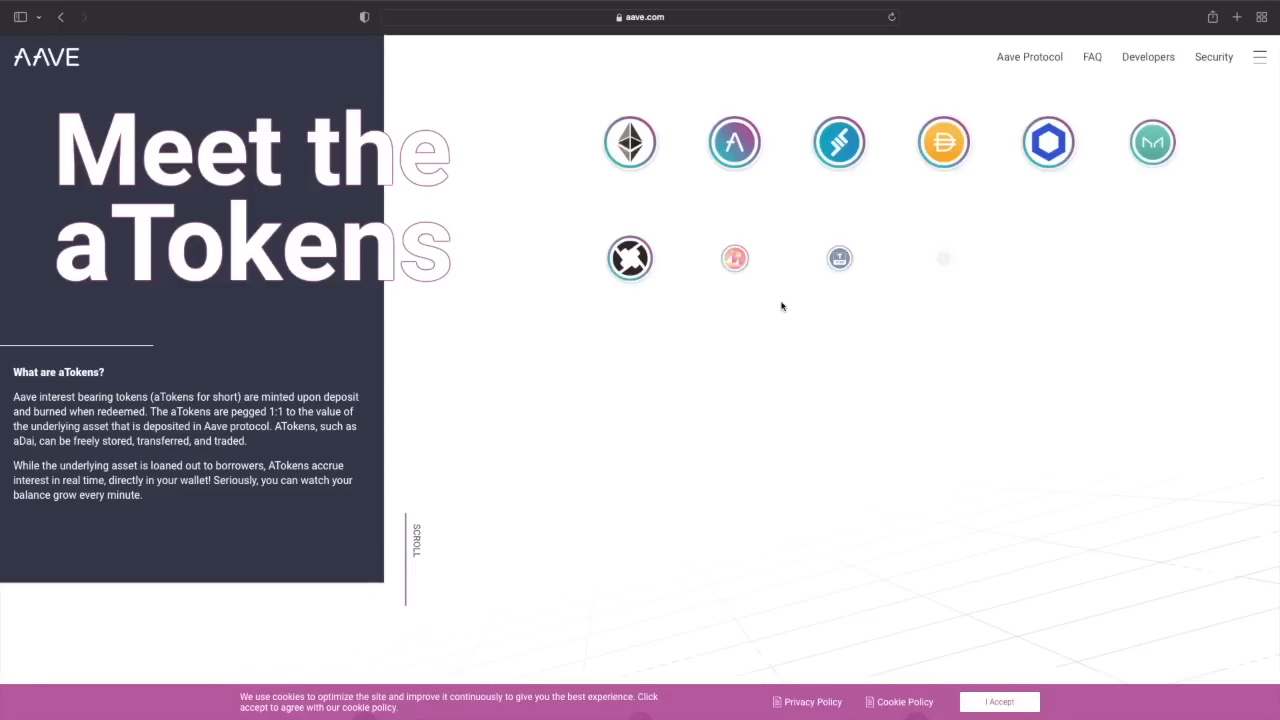 aave.com
AAVE
Aave Protocol
FAQ
Developers
Security
Meet the
aTokens
What are aTokens?
Aave interest bearing tokens (aTokens for short) are minted upon deposit
and burned when redeemed. The aTokens are pegged 1:1 to the value of
the underlying asset that is deposited in Aave protocol. ATokens, such as
aDai, can be freely stored, transferred, and traded.
While the underlying asset is loaned out to borrowers, ATokens accrue
interest in real time, directly in your wallet! Seriously, you can watch your
balance grow every minute.
SCROLL
We use cookies to optimize the site and improve it continuously to give you the best experience. Click
accept to agree with our cookie policy.
Privacy Policy
Cookie Policy
I Accept